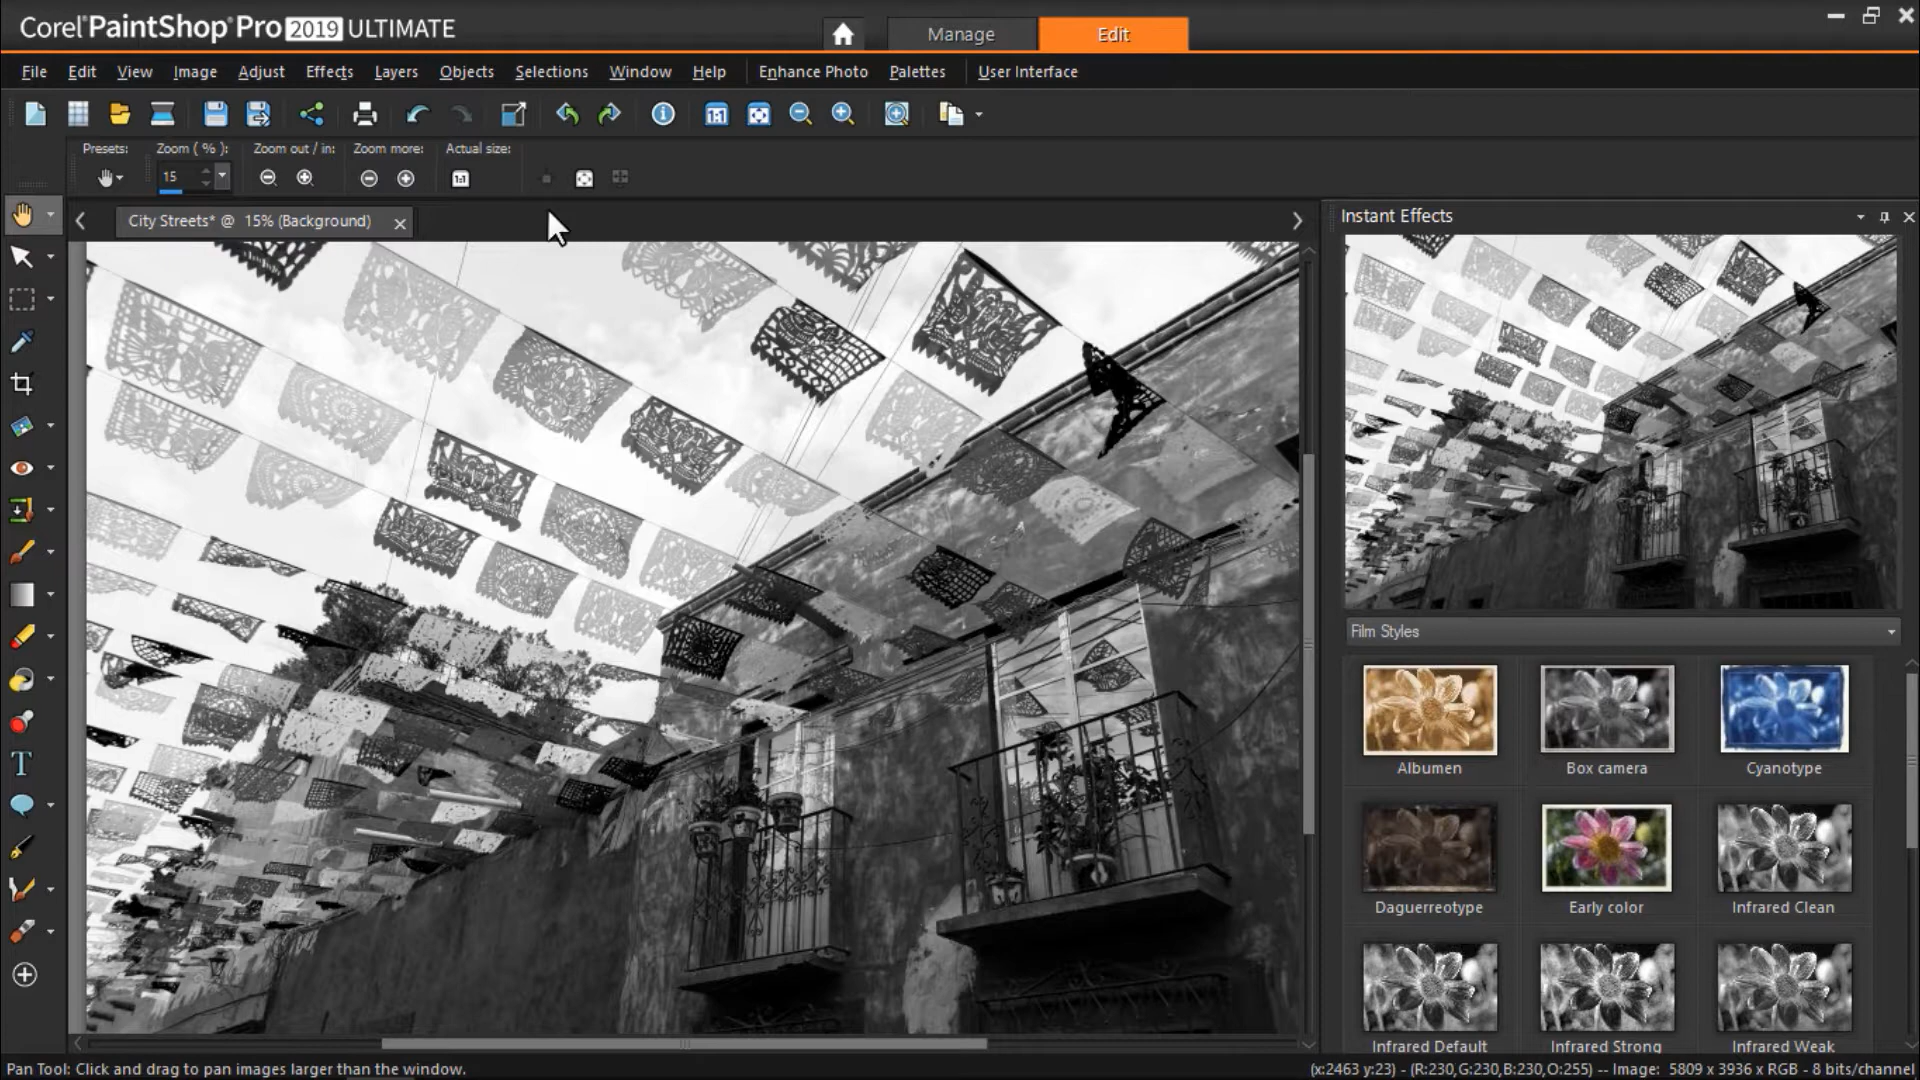 Corel® PaintShop® Pro 2019 ULTIMATE
Manage
Edit
File Edit View Image Adjust Effects Layers Objects Selections Window Help Enhance Photo Palettes User Interface
Presets: Zoom ( % ): Zoom out / in: Zoom more: Actual size:
15
1:1
City Streets* @ 15% (Background)
Instant Effects
Film Styles
Albumen Box camera Cyanotype
Daguerreotype Early color Infrared Clean
Infrared Default Infrared Strong Infrared Weak
Pan Tool: Click and drag to pan images larger than the window.
(x:2463 y:23) - (R:230,G:230,B:230,O:255) -- Image: 5809 x 3936 x RGB - 8 bits/channel